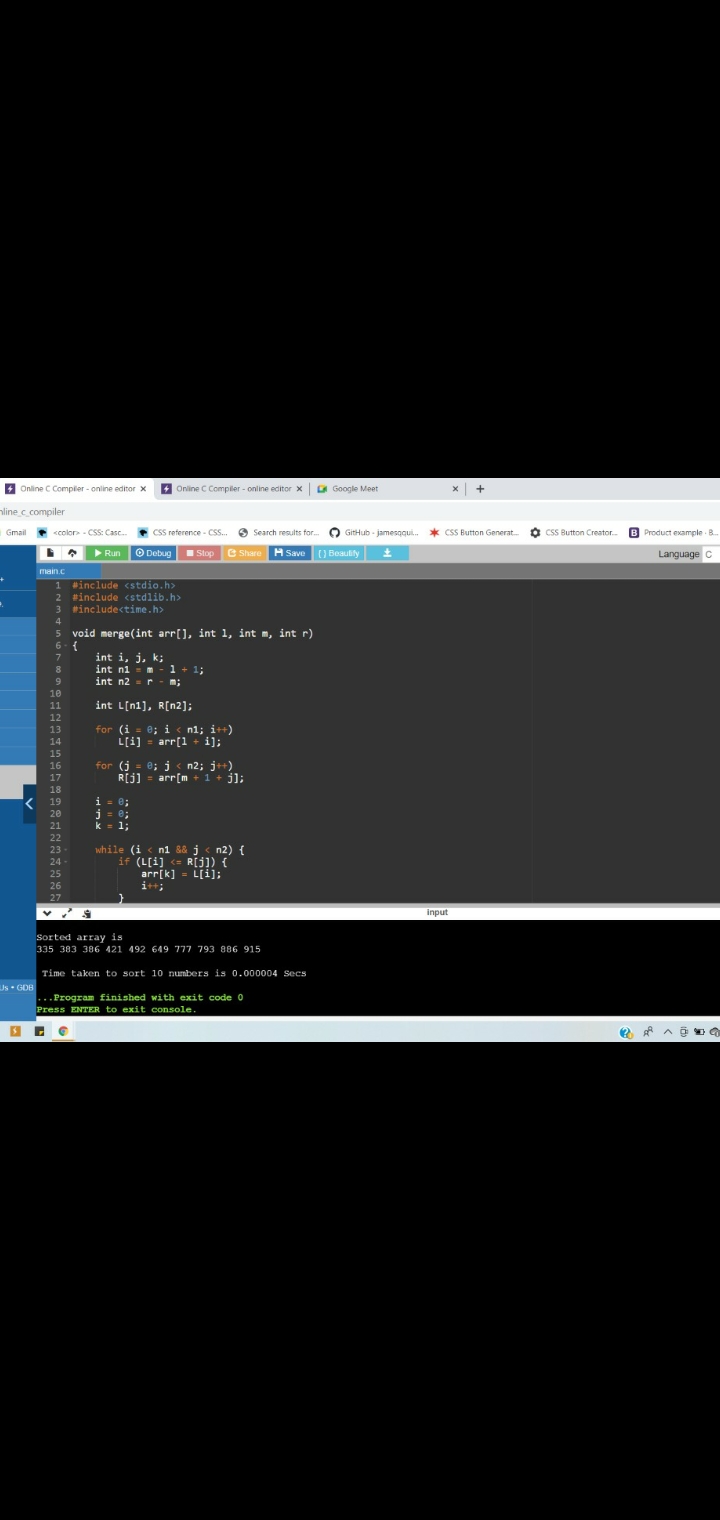 Online C Compiler - online editor × Online C Compiler - online editor × Google Meet × +
nline_c_compiler
Gmail <color> - CSS: Casc... CSS reference - CSS... Search results for... GitHub - jamesqqui... CSS Button Generat... CSS Button Creator... B Product example · B...
Run Debug Stop Share Save {} Beautify Language C
main.c
1 #include <stdio.h>
2 #include <stdlib.h>
3 #include<time.h>
4
5 void merge(int arr[], int l, int m, int r)
6 {
7 int i, j, k;
8 int n1 = m - l + 1;
9 int n2 = r - m;
10
11 int L[n1], R[n2];
12
13 for (i = 0; i < n1; i++)
14 L[i] = arr[l + i];
15
16 for (j = 0; j < n2; j++)
17 R[j] = arr[m + 1 + j];
18
19 i = 0;
20 j = 0;
21 k = l;
22
23 while (i < n1 && j < n2) {
24 if (L[i] <= R[j]) {
25 arr[k] = L[i];
26 i++;
27 }
input
Sorted array is
335 383 386 421 492 649 777 793 886 915
Time taken to sort 10 numbers is 0.000004 Secs
Us • GDB
...Program finished with exit code 0
Press ENTER to exit console.